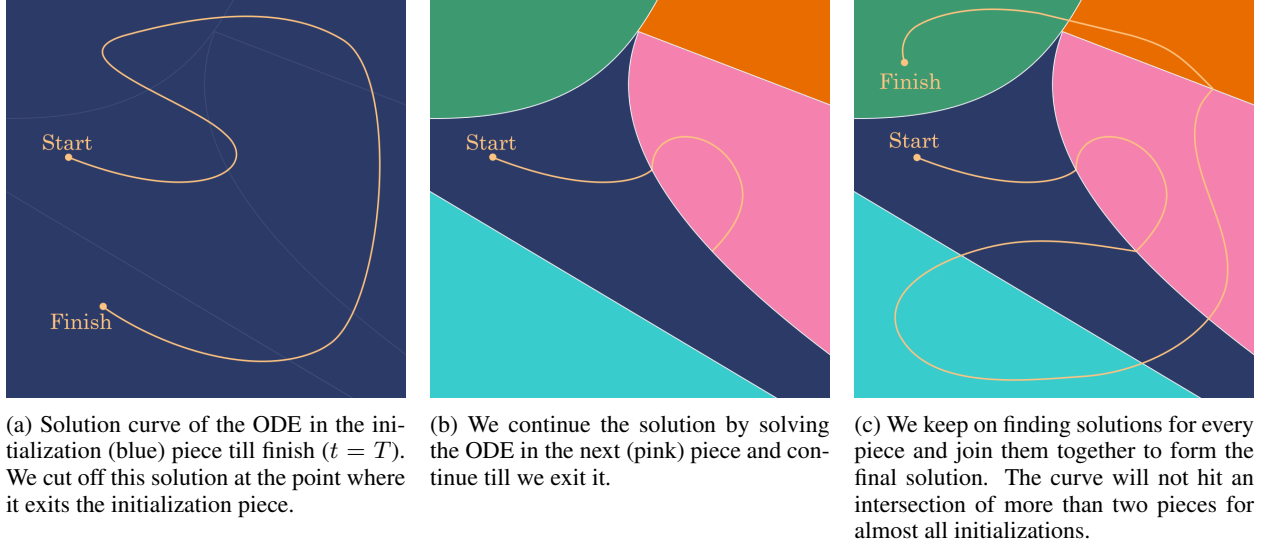 Start
Finish
Start
Finish
Start
(a) Solution curve of the ODE in the ini-
tialization (blue) piece till finish (t = T).
We cut off this solution at the point where
it exits the initialization piece.
(b) We continue the solution by solving
the ODE in the next (pink) piece and con-
tinue till we exit it.
(c) We keep on finding solutions for every
piece and join them together to form the
final solution. The curve will not hit an
intersection of more than two pieces for
almost all initializations.